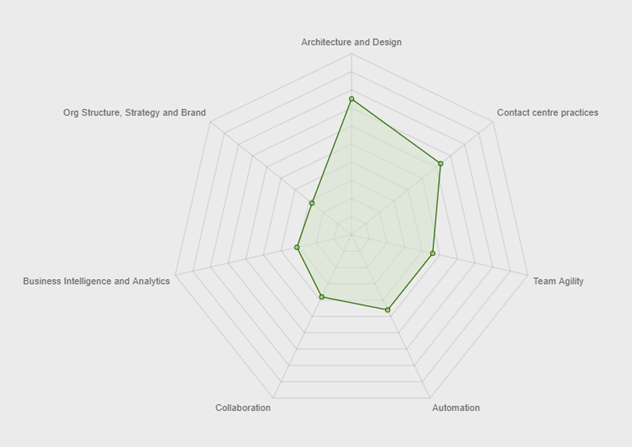 Architecture and Design
Org Structure, Strategy and Brand
Contact centre practices
Business Intelligence and Analytics
Team Agility
Collaboration
Automation